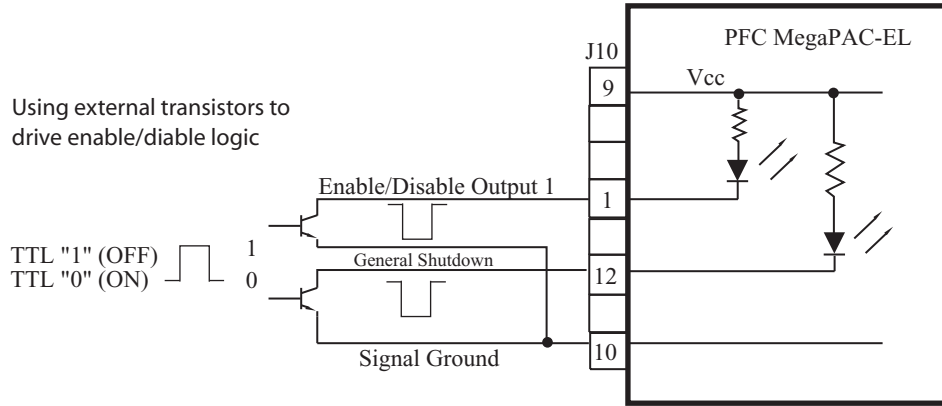 PFC MegaPAC-EL
J10
9
Vcc
Using external transistors to
drive enable/diable logic
Enable/Disable Output 1
1
TTL "1" (OFF)
1
TTL "0" (ON)
0
General Shutdown
12
10
Signal Ground